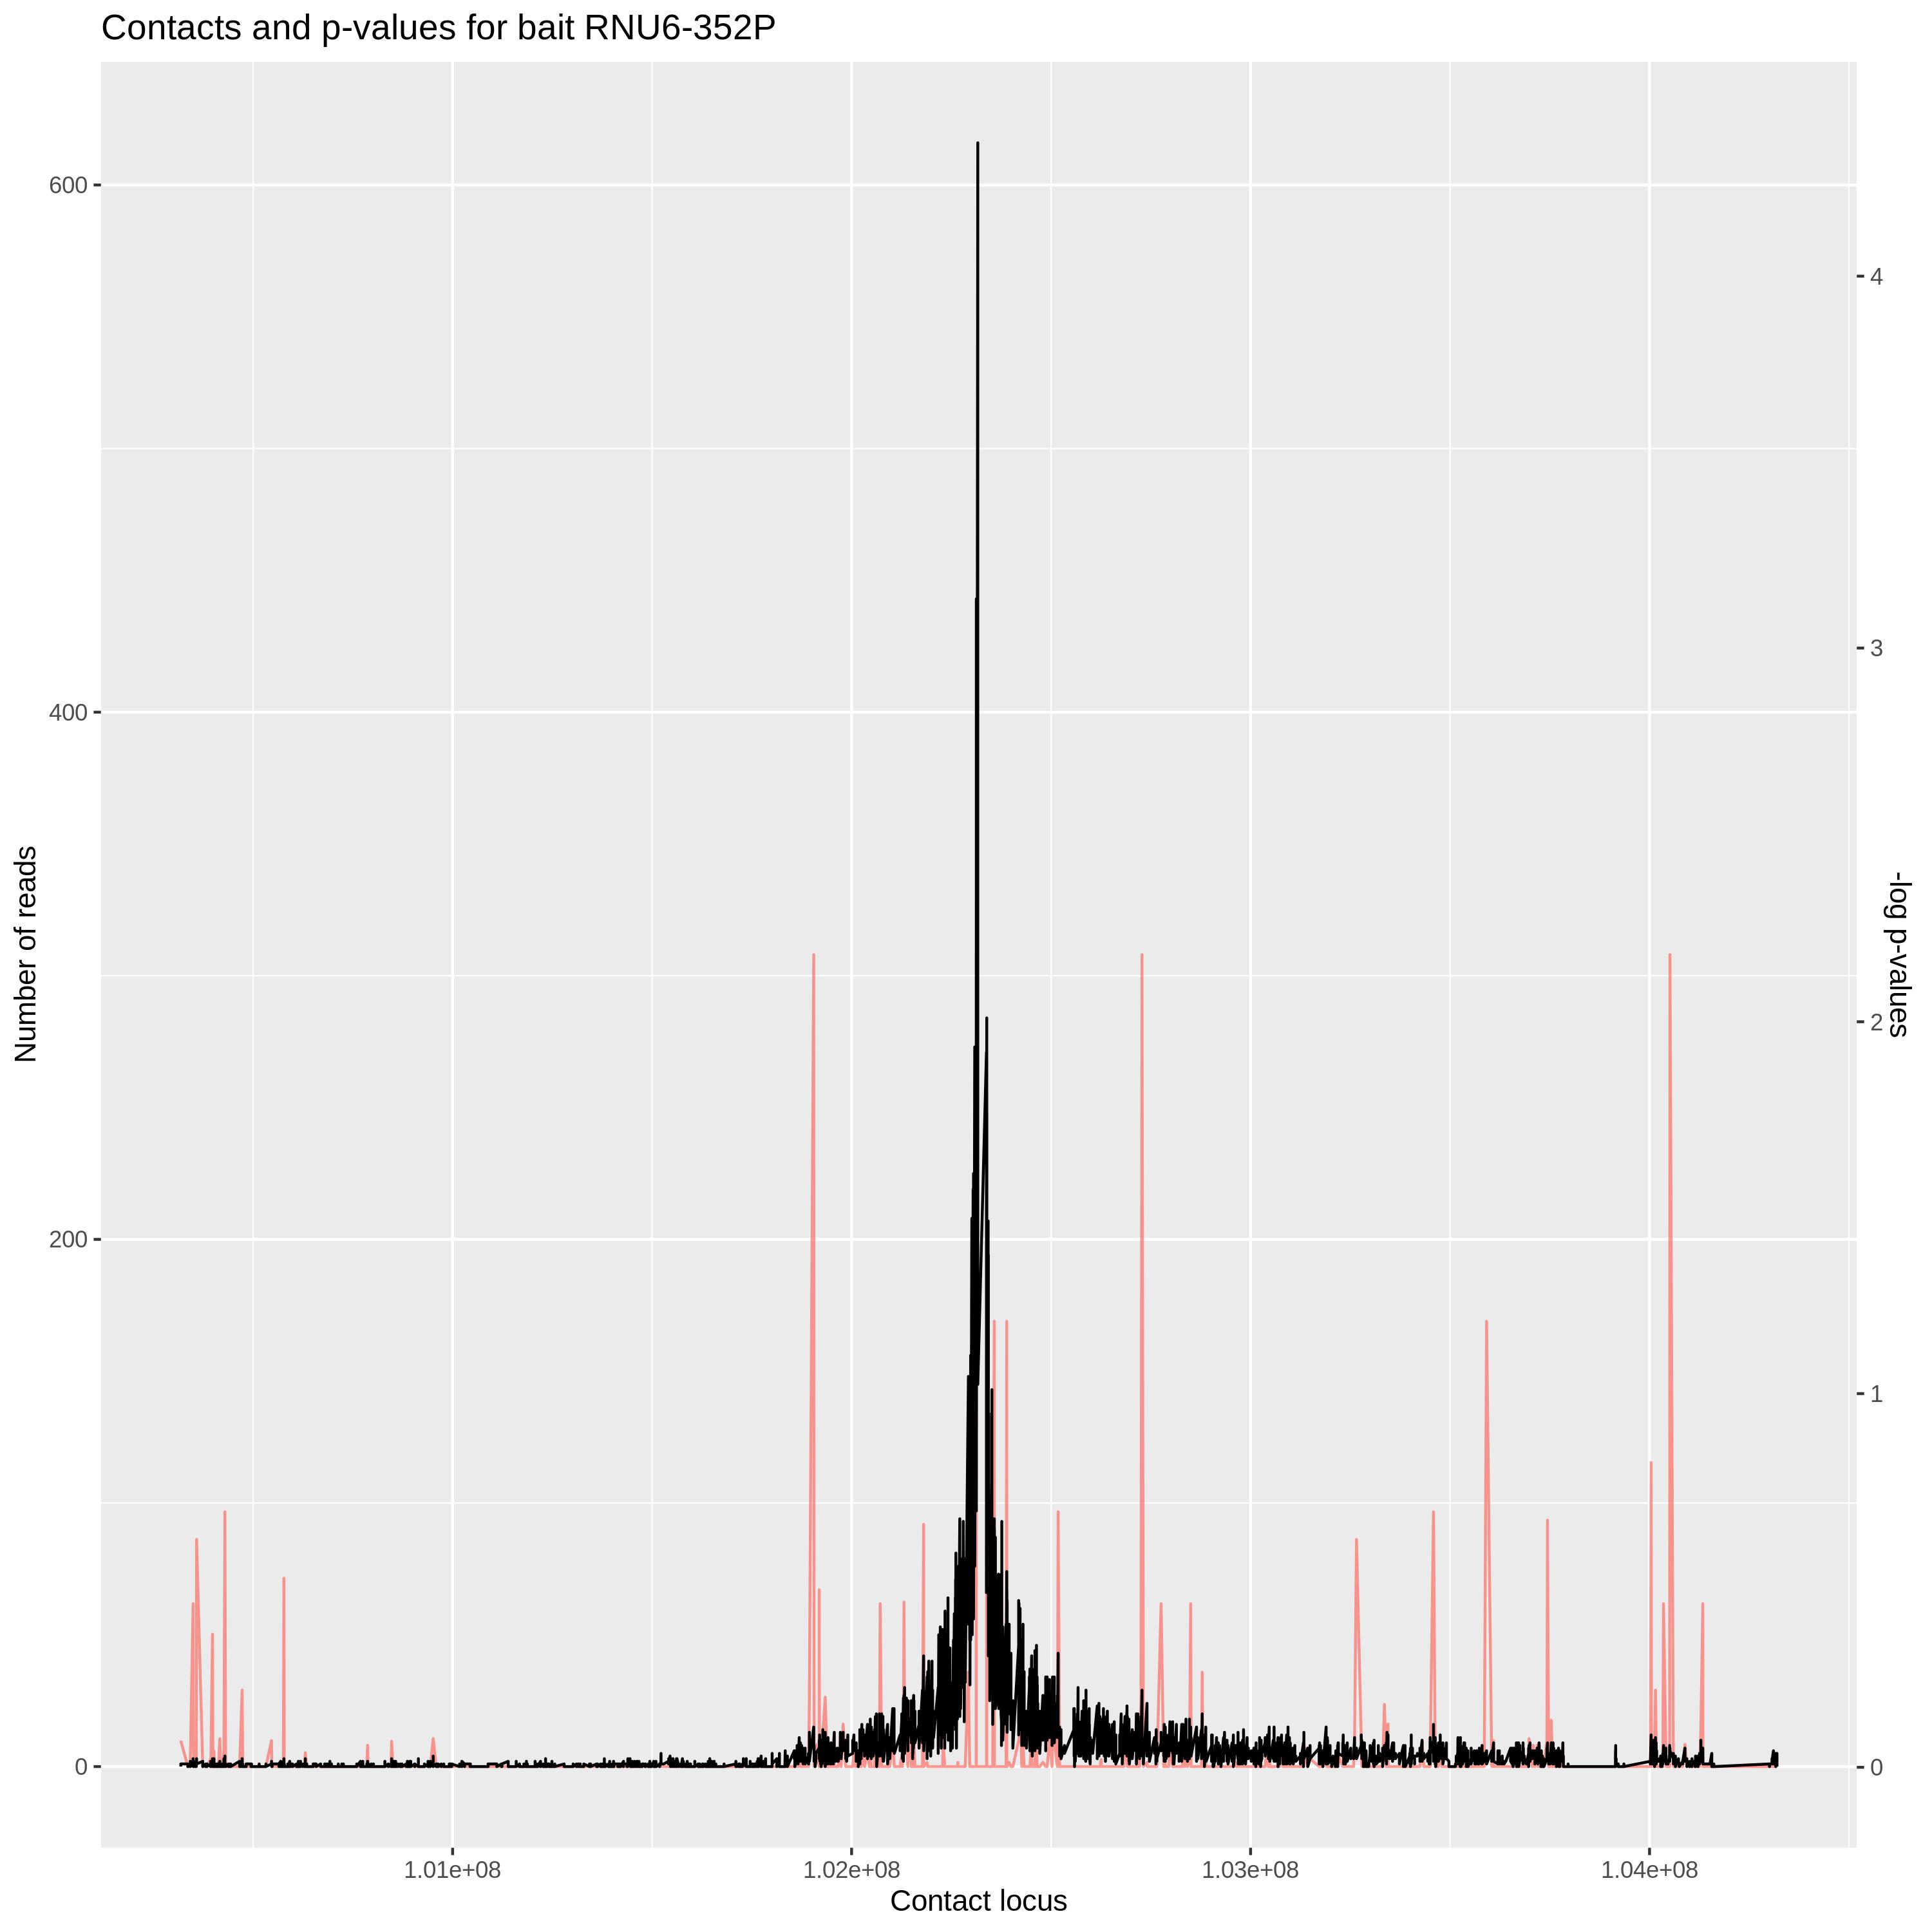 Contacts and p-values for bait RNU6-352P
600
400
200
0
Number of reads
4
3
2
1
0
-log p-values
1.01e+08
1.02e+08
1.03e+08
1.04e+08
Contact locus